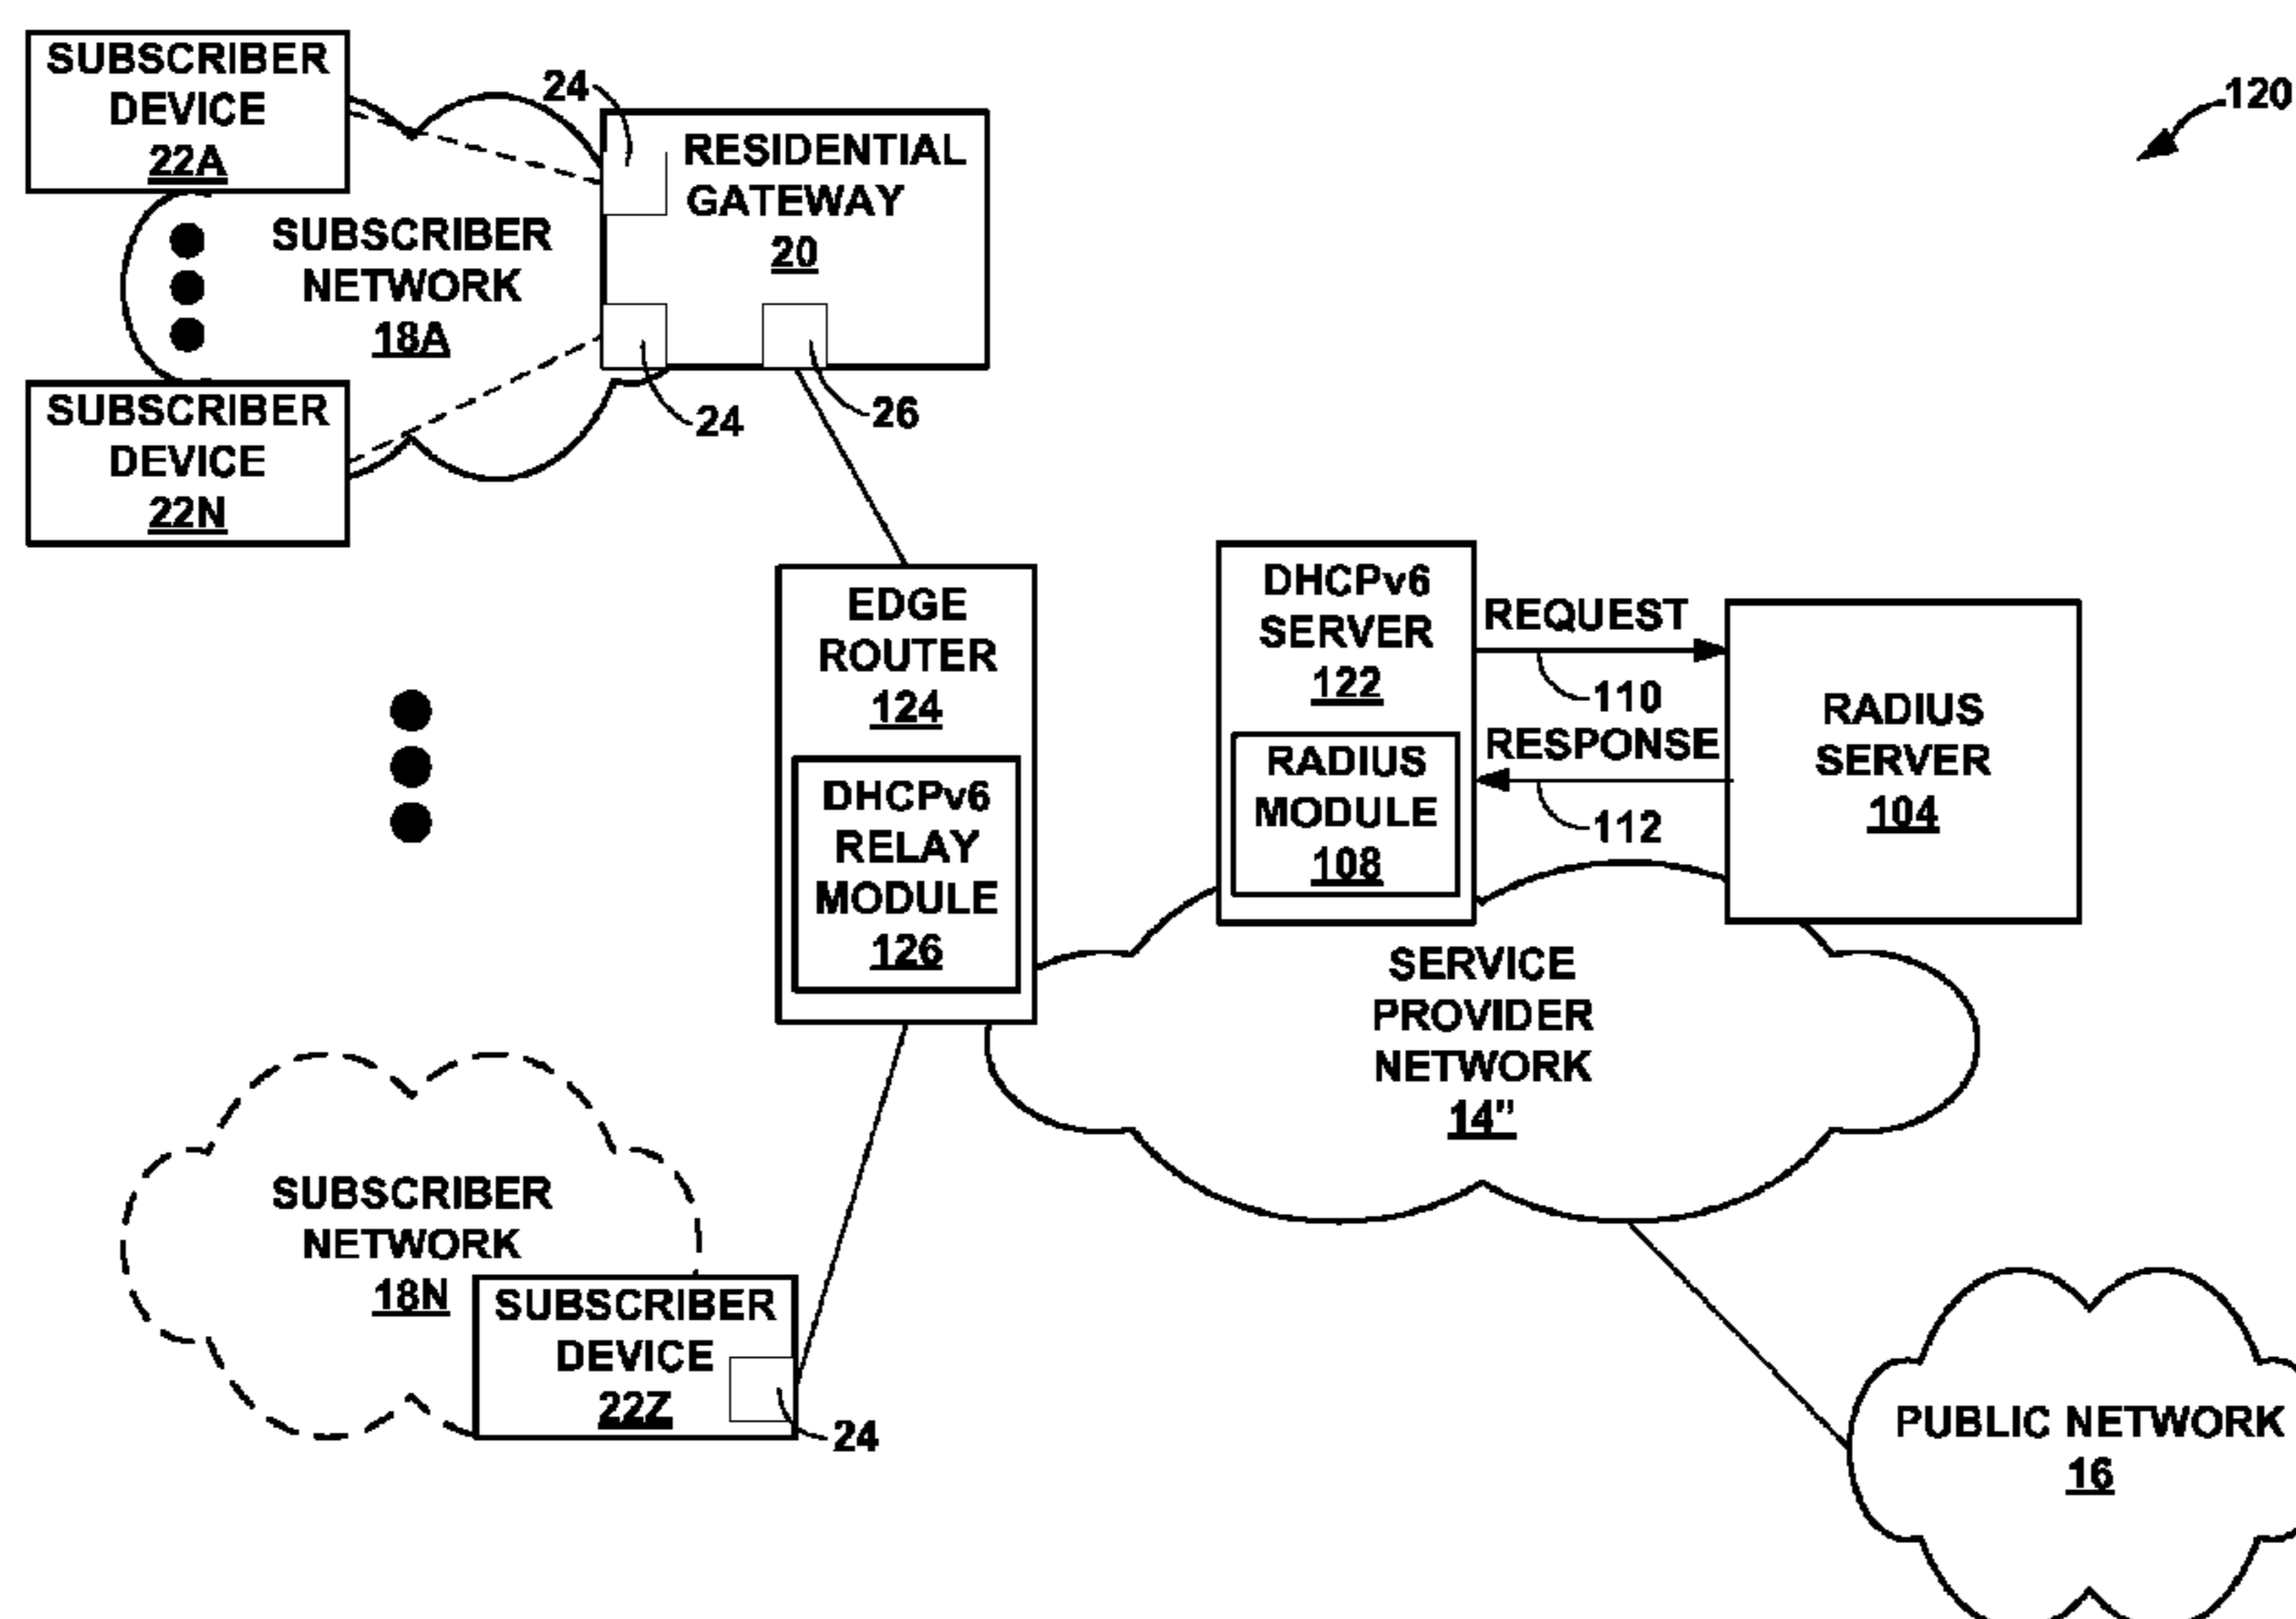 SUBSCRIBER
DEVICE
22A
24
RESIDENTIAL
GATEWAY
20
120
SUBSCRIBER
NETWORK
18A
SUBSCRIBER
DEVICE
22N
24
26
EDGE
ROUTER
124
DHCPv6
RELAY
MODULE
126
DHCPv6
SERVER
122
RADIUS
MODULE
108
REQUEST
110
RESPONSE
112
RADIUS
SERVER
104
SERVICE
PROVIDER
NETWORK
14"
SUBSCRIBER
NETWORK
18N
SUBSCRIBER
DEVICE
22Z
24
PUBLIC NETWORK
16